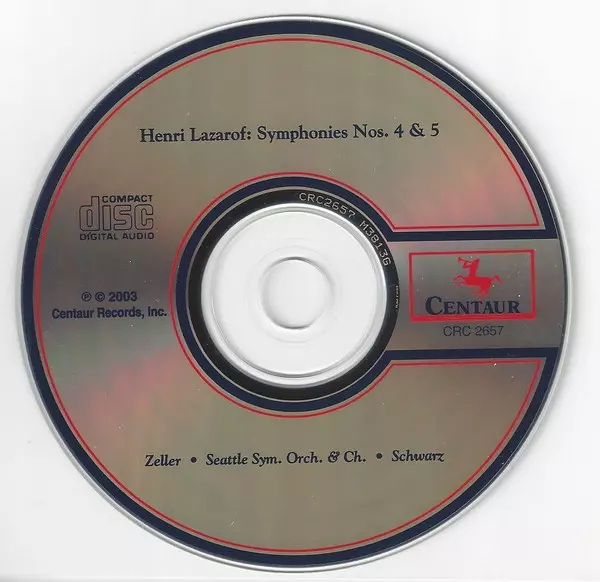 Henri Lazarof: Symphonies Nos. 4 & 5
COMPACT
disc
DIGITAL AUDIO
CRC2657 M3813G
℗ © 2003
Centaur Records, Inc.
CENTAUR
CRC 2657
Zeller • Seattle Sym. Orch. & Ch. • Schwarz